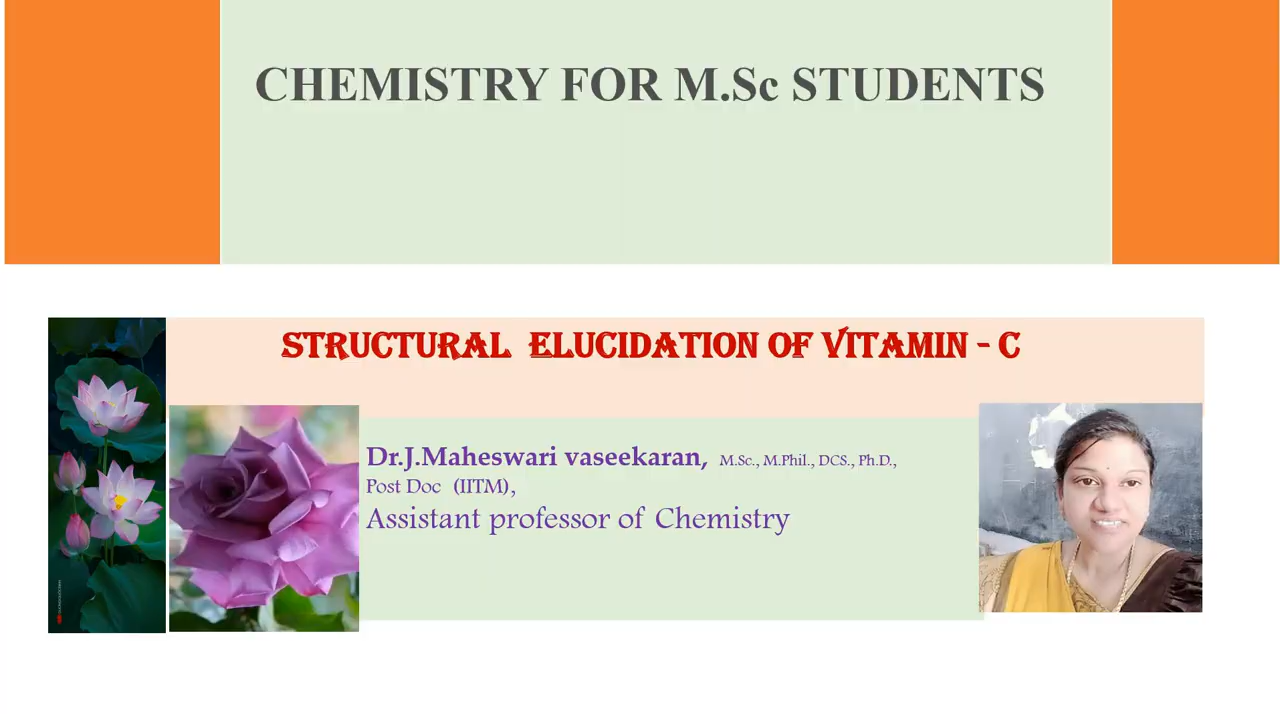 CHEMISTRY FOR M.Sc STUDENTS
STRUCTURAL ELUCIDATION OF VITAMIN - C
Dr.J.Maheswari vaseekaran, M.Sc., M.Phil., DCS., Ph.D.,
Post Doc (IITM),
Assistant professor of Chemistry